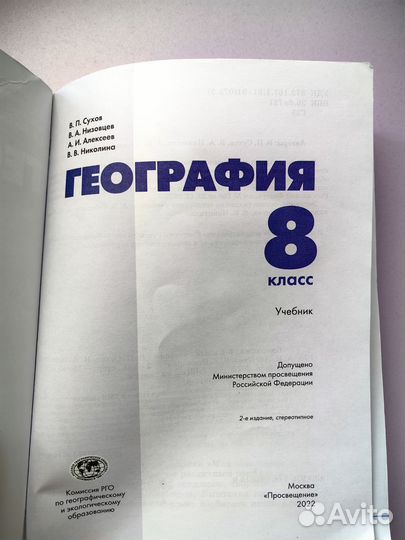 В. П. Сухов
В. А. Низовцев
А. И. Алексеев
В. В. Николина
ГЕОГРАФИЯ
8
класс
Учебник
Допущено
Министерством просвещения
Российской Федерации
2-е издание, стереотипное
Комиссия РГО
по географическому
и экологическому
образованию
Москва
«Просвещение»
2022
Avito